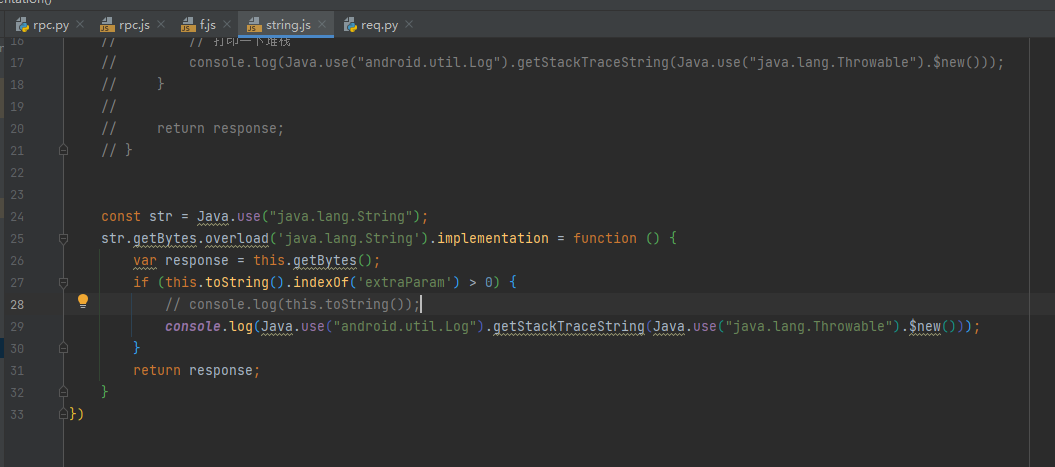 entation()
rpc.py rpc.js f.js string.js req.py
16 // // 打印一下堆栈
17 // console.log(Java.use("android.util.Log").getStackTraceString(Java.use("java.lang.Throwable").$new()));
18 // }
19 //
20 // return response;
21 // }
22
23
24 const str = Java.use("java.lang.String");
25 str.getBytes.overload('java.lang.String').implementation = function () {
26 var response = this.getBytes();
27 if (this.toString().indexOf('extraParam') > 0) {
28 // console.log(this.toString());
29 console.log(Java.use("android.util.Log").getStackTraceString(Java.use("java.lang.Throwable").$new()));
30 }
31 return response;
32 }
33 })